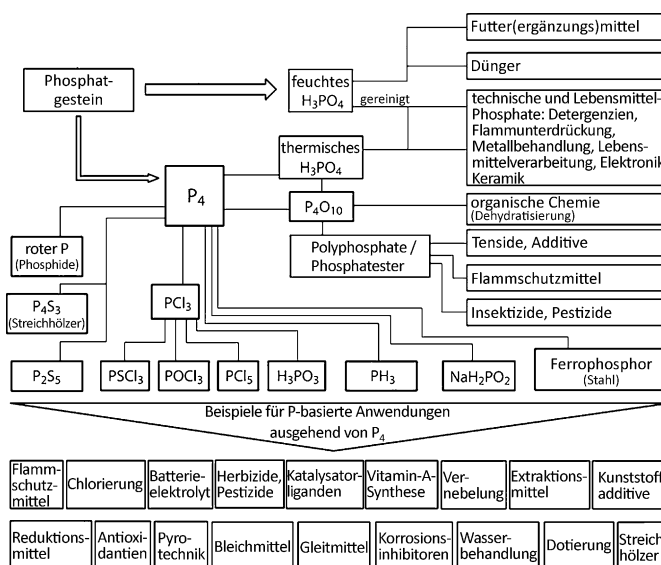 Phosphat-
gestein
feuchtes
H₃PO₄
gereinigt
Futter(ergänzungs)mittel
Dünger
technische und Lebensmittel-
Phosphate: Detergenzien,
Flammunterdrückung,
Metallbehandlung, Lebens-
mittelverarbeitung, Elektronik
Keramik
thermisches
H₃PO₄
P₄
P₄O₁₀
organische Chemie
(Dehydratisierung)
roter P
(Phosphide)
Polyphosphate /
Phosphatester
Tenside, Additive
Flammschutzmittel
Insektizide, Pestizide
P₄S₃
(Streichhölzer)
PCl₃
P₂S₅
PSCl₃
POCl₃
PCl₅
H₃PO₃
PH₃
NaH₂PO₂
Ferrophosphor
(Stahl)
Beispiele für P-basierte Anwendungen
ausgehend von P₄
Flamm-
schutz-
mittel
Chlorierung
Batterie-
elektrolyt
Herbizide,
Pestizide
Katalysator-
liganden
Vitamin-A-
Synthese
Ver-
nebelung
Extraktions-
mittel
Kunststoff
additive
Reduktions-
mittel
Antioxi-
dantien
Pyro-
technik
Bleichmittel
Gleitmittel
Korrosions-
inhibitoren
Wasser-
behandlung
Dotierung
Streich
hölzer